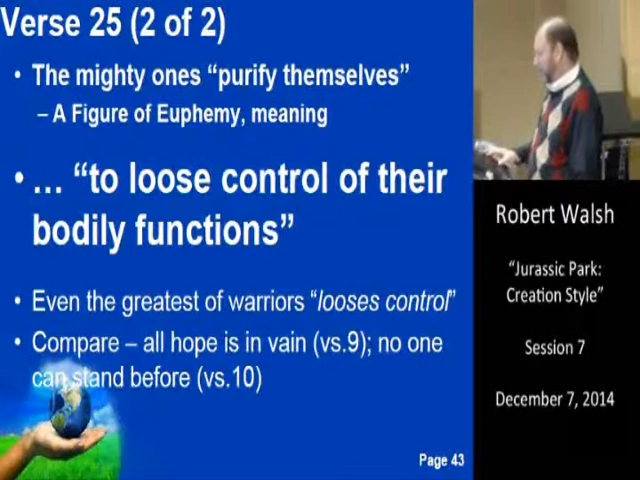 Verse 25 (2 of 2)
• The mighty ones “purify themselves”
– A Figure of Euphemy, meaning
• … “to loose control of their
bodily functions”
• Even the greatest of warriors “looses control”
• Compare – all hope is in vain (vs.9); no one
can stand before (vs.10)
Page 43
Robert Walsh
“Jurassic Park:
Creation Style”
Session 7
December 7, 2014